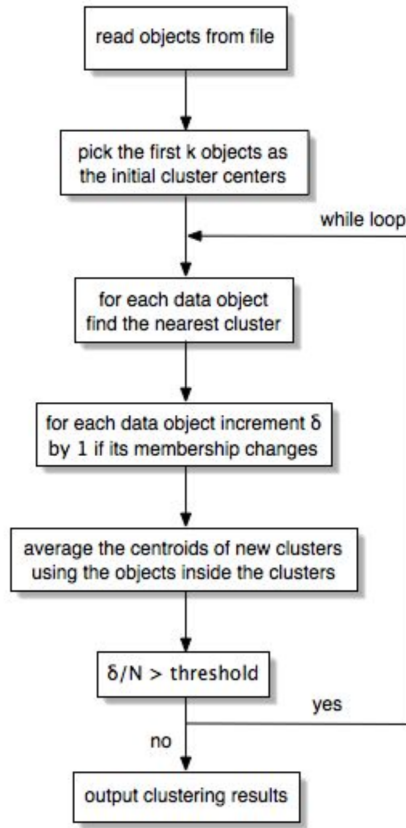 read objects from file
pick the first k objects as
the initial cluster centers
while loop
for each data object
find the nearest cluster
for each data object increment δ
by 1 if its membership changes
average the centroids of new clusters
using the objects inside the clusters
δ/N > threshold
yes
no
output clustering results